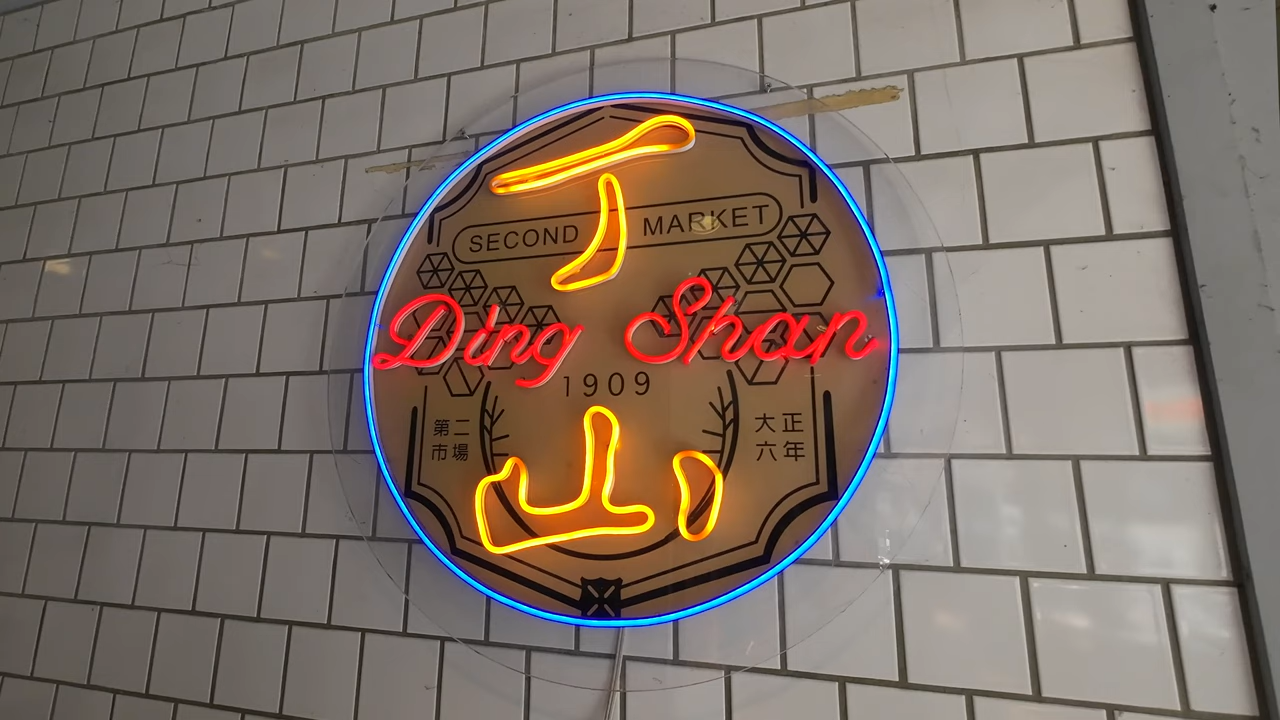 丁
SECOND MARKET
Ding Shan
1909
第二
市場
大正
六年
山